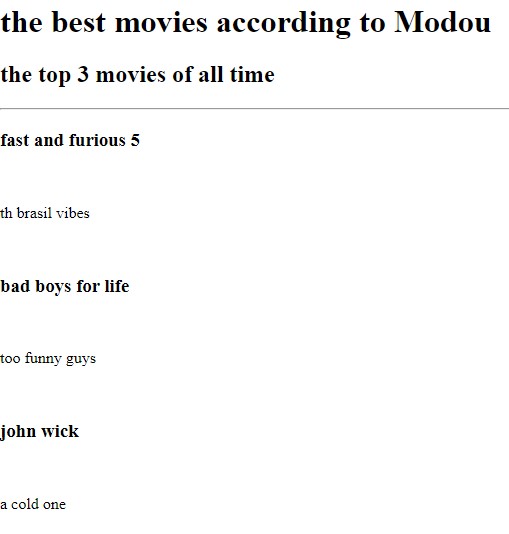 the best movies according to Modou
the top 3 movies of all time
fast and furious 5
th brasil vibes
bad boys for life
too funny guys
john wick
a cold one